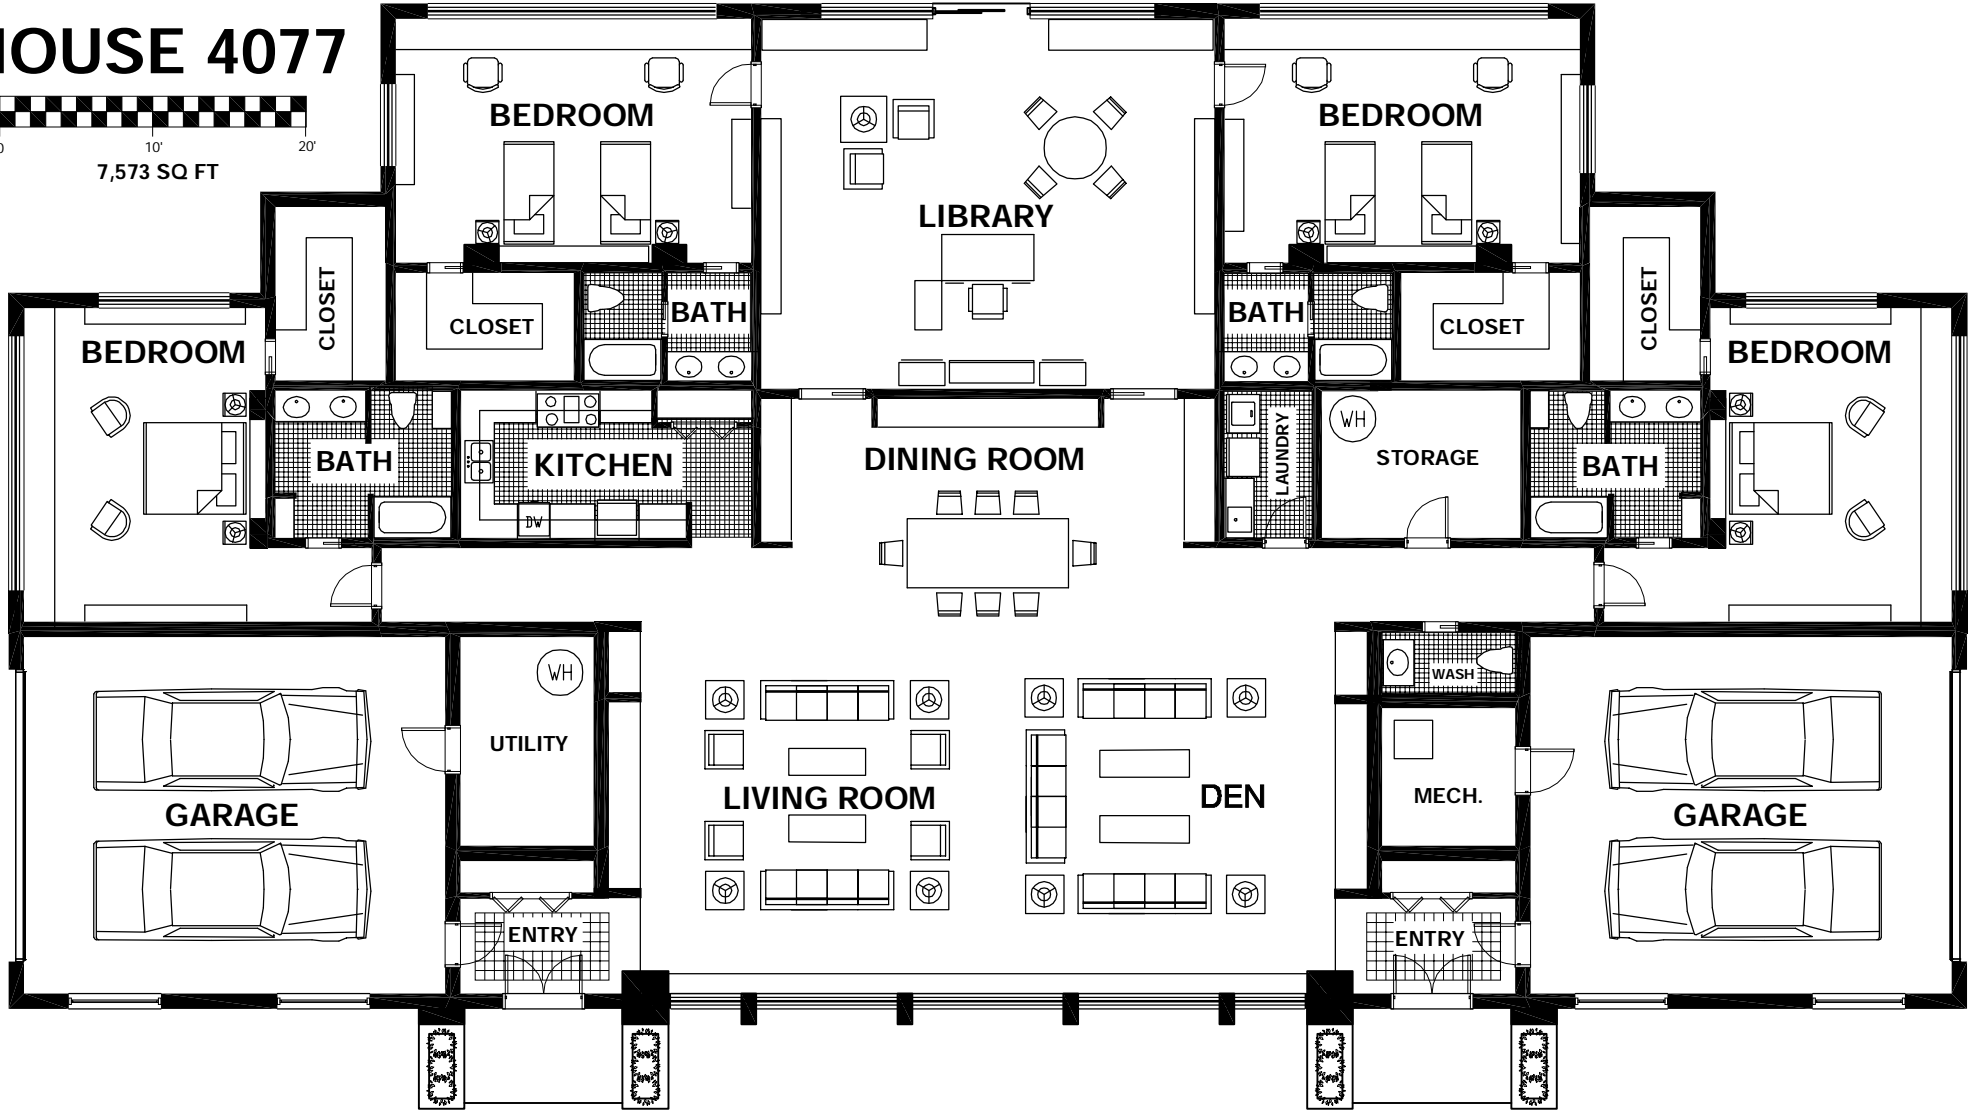 HOUSE 4077
0 10' 20'
7,573 SQ FT
BEDROOM
BEDROOM
LIBRARY
CLOSET
CLOSET
BATH
BATH
CLOSET
CLOSET
BEDROOM
BEDROOM
BATH
KITCHEN
DW
DINING ROOM
LAUNDRY
WH
STORAGE
BATH
WH
UTILITY
WASH
GARAGE
LIVING ROOM
DEN
MECH.
GARAGE
ENTRY
ENTRY